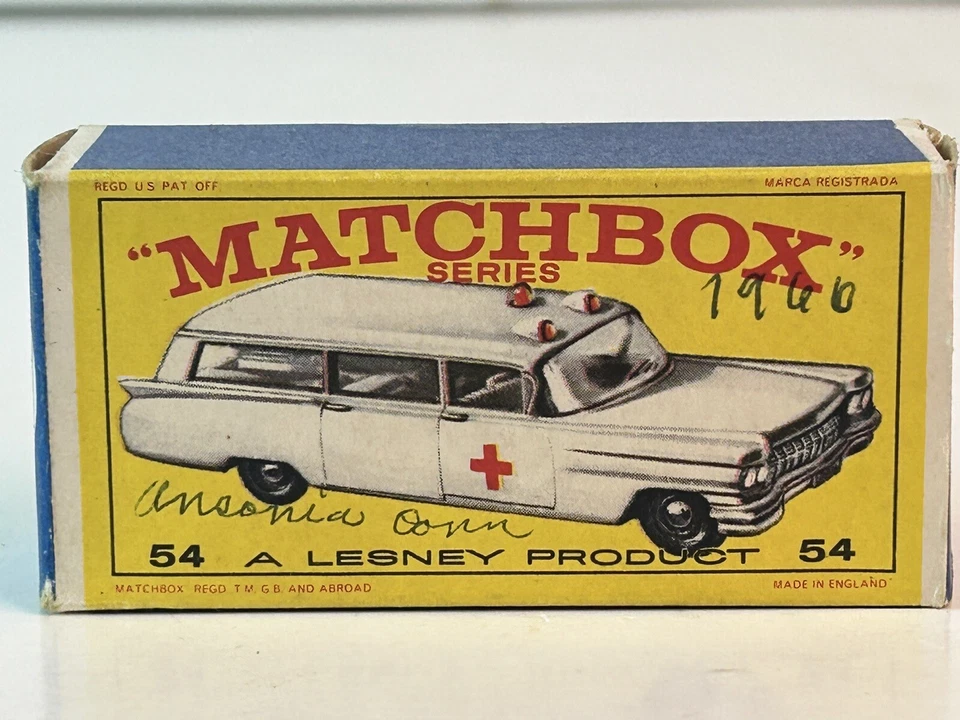 REGD U S PAT OFF
MARCA REGISTRADA
"MATCHBOX"
SERIES
1966
Ansonia Conn
54 A LESNEY PRODUCT 54
MATCHBOX REGD T M G B AND ABROAD
MADE IN ENGLAND